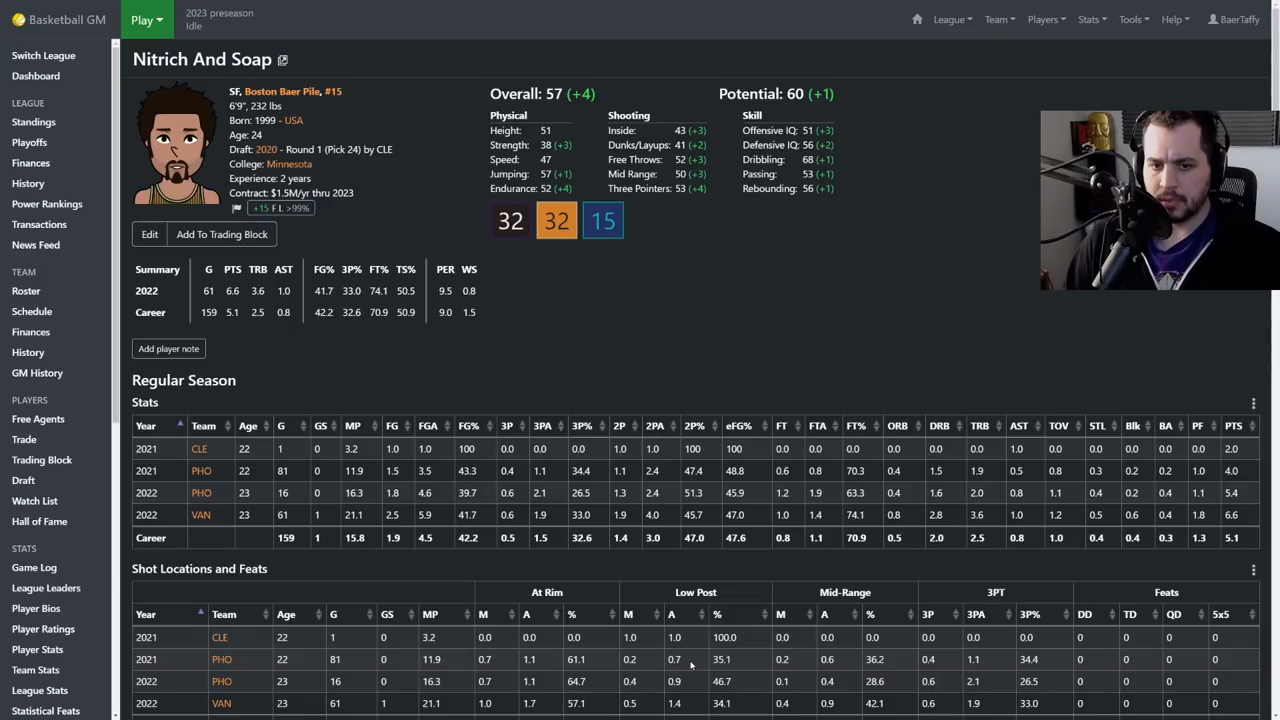 Basketball GM
Play
2023 preseason
Idle
League
Team
Players
Stats
Tools
Help
BaerTaffy
Switch League
Dashboard
LEAGUE
Standings
Playoffs
Finances
History
Power Rankings
Transactions
News Feed
TEAM
Roster
Schedule
Finances
History
GM History
PLAYERS
Free Agents
Trade
Trading Block
Draft
Watch List
Hall of Fame
STATS
Game Log
League Leaders
Player Bios
Player Ratings
Player Stats
Team Stats
League Stats
Statistical Feats
Nitrich And Soap
SF, Boston Baer Pile, #15
6'9", 232 lbs
Born: 1999 - USA
Age: 24
Draft: 2020 - Round 1 (Pick 24) by CLE
College: Minnesota
Experience: 2 years
Contract: $1.5M/yr thru 2023
+15 F L >99%
Edit
Add To Trading Block
Overall: 57 (+4)
Potential: 60 (+1)
Physical
Height: 51
Strength: 38 (+3)
Speed: 47
Jumping: 57 (+1)
Endurance: 52 (+4)
Shooting
Inside: 43 (+3)
Dunks/Layups: 41 (+2)
Free Throws: 52 (+3)
Mid Range: 50 (+3)
Three Pointers: 53 (+4)
Skill
Offensive IQ: 51 (+3)
Defensive IQ: 56 (+2)
Dribbling: 68 (+1)
Passing: 53 (+1)
Rebounding: 56 (+1)
32 32 15
Summary G PTS TRB AST FG% 3P% FT% TS% PER WS
2022 61 6.6 3.6 1.0 41.7 33.0 74.1 50.5 9.5 0.8
Career 159 5.1 2.5 0.8 42.2 32.6 70.9 50.9 9.0 1.5
Add player note
Regular Season
Stats
Year Team Age G GS MP FG FGA FG% 3P 3PA 3P% 2P 2PA 2P% eFG% FT FTA FT% ORB DRB TRB AST TOV STL Blk BA PF PTS
2021 CLE 22 1 0 3.2 1.0 1.0 100 0.0 0.0 0.0 1.0 1.0 100 100 0.0 0.0 0.0 0.0 0.0 0.0 0.0 0.0 0.0 0.0 0.0 0.0 2.0
2021 PHO 22 81 0 11.9 1.5 3.5 43.3 0.4 1.1 34.4 1.1 2.4 47.4 48.8 0.6 0.8 70.3 0.4 1.5 1.9 0.5 0.8 0.3 0.2 0.2 1.0 4.0
2022 PHO 23 16 0 16.3 1.8 4.6 39.7 0.6 2.1 26.5 1.3 2.4 51.3 45.9 1.2 1.9 63.3 0.4 1.6 2.0 0.8 1.1 0.3 0.2 0.4 1.1 5.4
2022 VAN 23 61 1 21.1 2.5 5.9 41.7 0.6 1.9 33.0 1.9 4.0 45.7 47.0 1.0 1.4 74.1 0.8 2.8 3.6 1.0 1.2 0.5 0.6 0.4 1.8 6.6
Career 159 1 15.8 1.9 4.5 42.2 0.5 1.5 32.6 1.4 3.0 47.0 47.6 0.8 1.1 70.9 0.5 2.0 2.5 0.8 1.0 0.4 0.4 0.3 1.3 5.1
Shot Locations and Feats
At Rim Low Post Mid-Range 3PT Feats
Year Team Age G GS MP M A % M A % M A % 3P 3PA 3P% DD TD QD 5x5
2021 CLE 22 1 0 3.2 0.0 0.0 0.0 1.0 1.0 100.0 0.0 0.0 0.0 0.0 0.0 0.0 0 0 0 0
2021 PHO 22 81 0 11.9 0.7 1.1 61.1 0.2 0.7 35.1 0.2 0.6 36.2 0.4 1.1 34.4 0 0 0 0
2022 PHO 23 16 0 16.3 0.7 1.1 64.7 0.4 0.9 46.7 0.1 0.4 28.6 0.6 2.1 26.5 0 0 0 0
2022 VAN 23 61 1 21.1 1.0 1.7 57.1 0.5 1.4 34.1 0.4 0.9 42.1 0.6 1.9 33.0 0 0 0 0